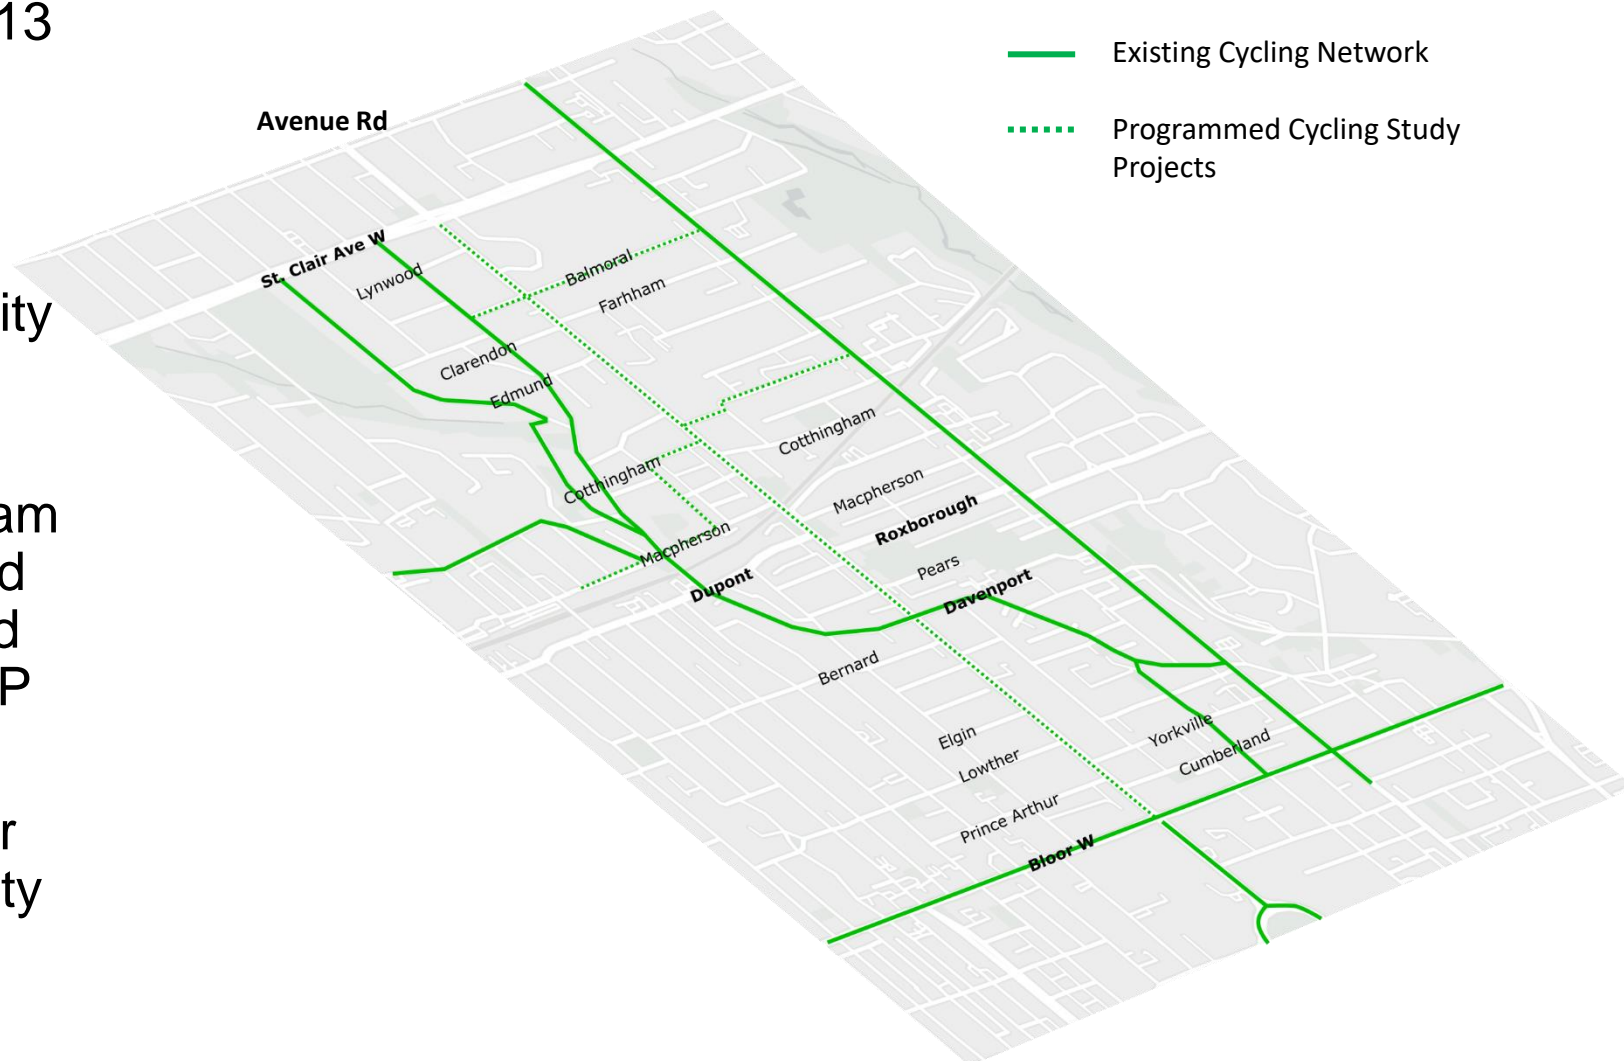 13
ity
am
d
d
P
r
ty
Existing Cycling Network
Programmed Cycling Study
Projects
Avenue Rd
St. Clair Ave W
Lynwood
Balmoral
Farhham
Clarendon
Edmund
Cotthingham
Cotthingham
Macpherson
Macpherson
Roxborough
Pears
Dupont
Davenport
Bernard
Elgin
Lowther
Yorkville
Cumberland
Prince Arthur
Bloor W